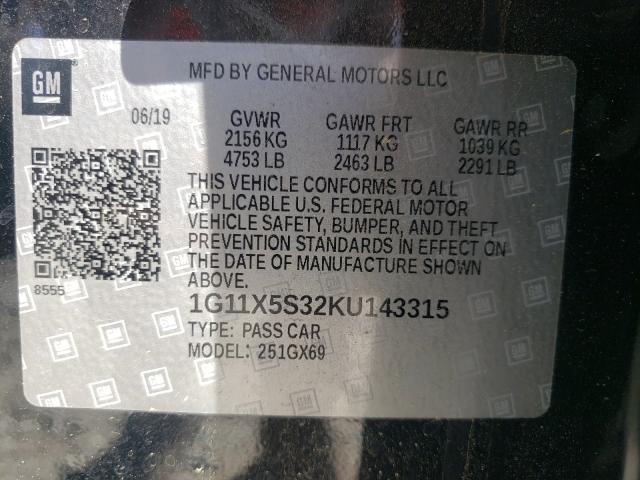 GM
MFD BY GENERAL MOTORS LLC
06/19
GVWR GAWR FRT GAWR RR
2156 KG 1117 KG 1039 KG
4753 LB 2463 LB 2291 LB
THIS VEHICLE CONFORMS TO ALL
APPLICABLE U.S. FEDERAL MOTOR
VEHICLE SAFETY, BUMPER, AND THEFT
PREVENTION STANDARDS IN EFFECT ON
THE DATE OF MANUFACTURE SHOWN
ABOVE.
8555
1G11X5S32KU143315
TYPE: PASS CAR
MODEL: 251GX69